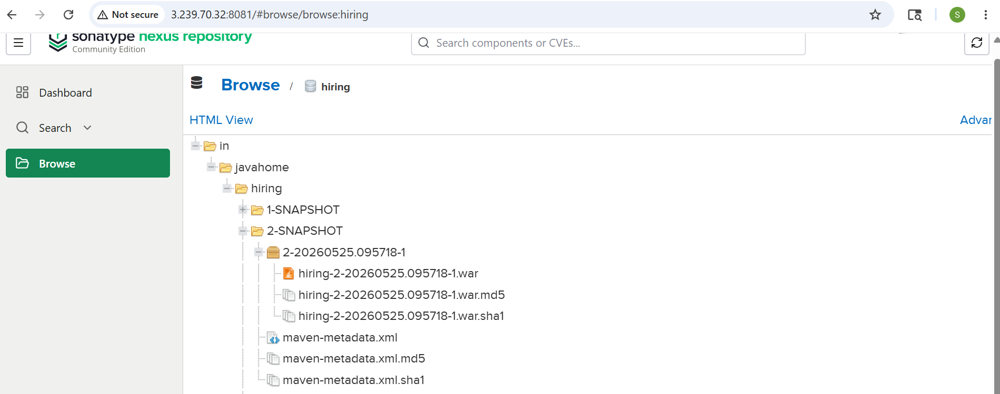 Not secure 3.239.70.32:8081/#browse/browse:hiring S
sonatype nexus repository
Community Edition
Search components or CVEs...
Dashboard
Search
Browse
Browse / hiring
HTML View Advan
in
javahome
hiring
1-SNAPSHOT
2-SNAPSHOT
2-20260525.095718-1
hiring-2-20260525.095718-1.war
hiring-2-20260525.095718-1.war.md5
hiring-2-20260525.095718-1.war.sha1
maven-metadata.xml
maven-metadata.xml.md5
maven-metadata.xml.sha1